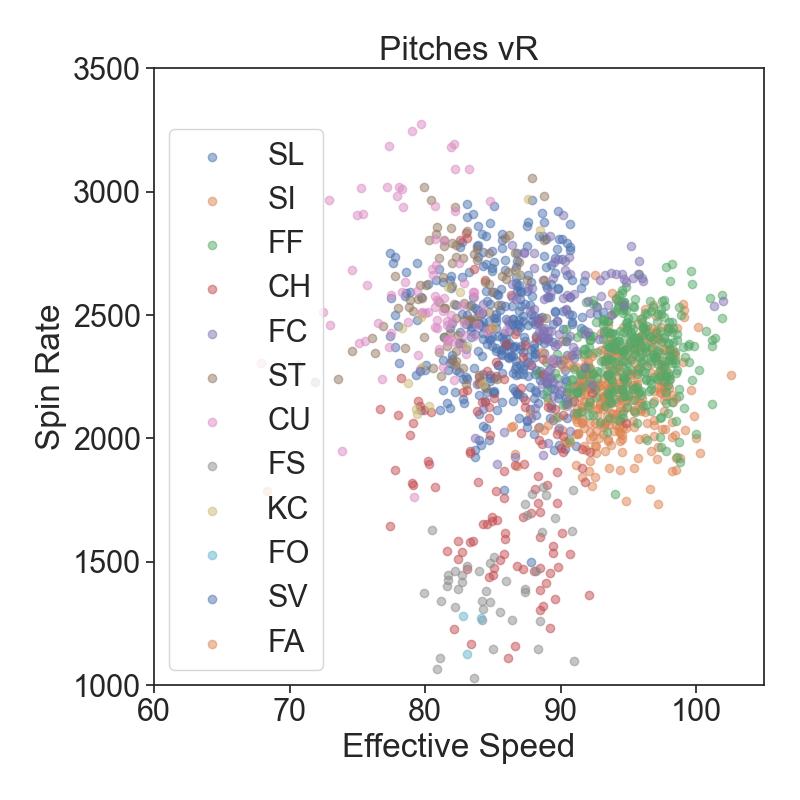 Pitches vR
3500
3000
2500
2000
1500
1000
Spin Rate
SL
SI
FF
CH
FC
ST
CU
FS
KC
FO
SV
FA
60 70 80 90 100
Effective Speed